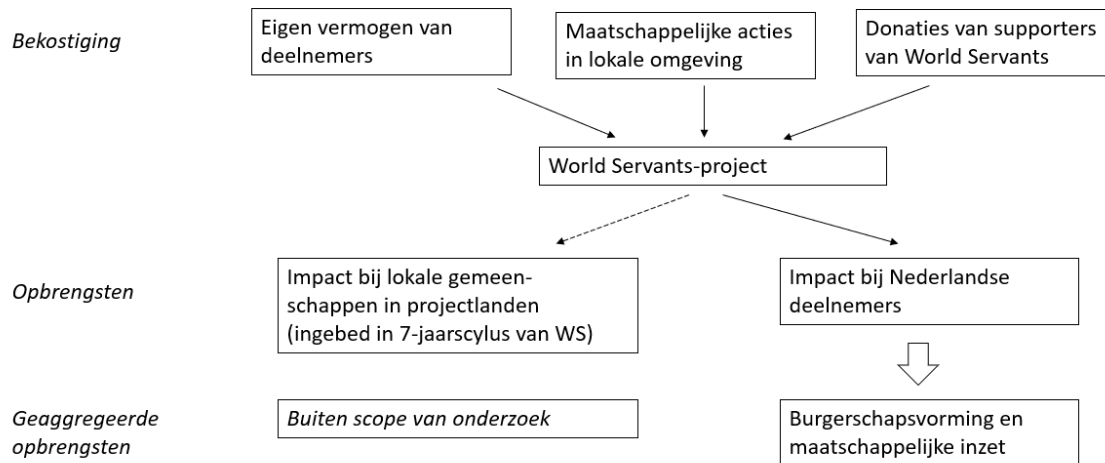 Bekostiging
Eigen vermogen van
deelnemers
Maatschappelijke acties
in lokale omgeving
Donaties van supporters
van World Servants
World Servants-project
Opbrengsten
Impact bij lokale gemeen-
schappen in projectlanden
(ingebed in 7-jaarscylus van WS)
Impact bij Nederlandse
deelnemers
Geaggregeerde
opbrengsten
Buiten scope van onderzoek
Burgerschapsvorming en
maatschappelijke inzet